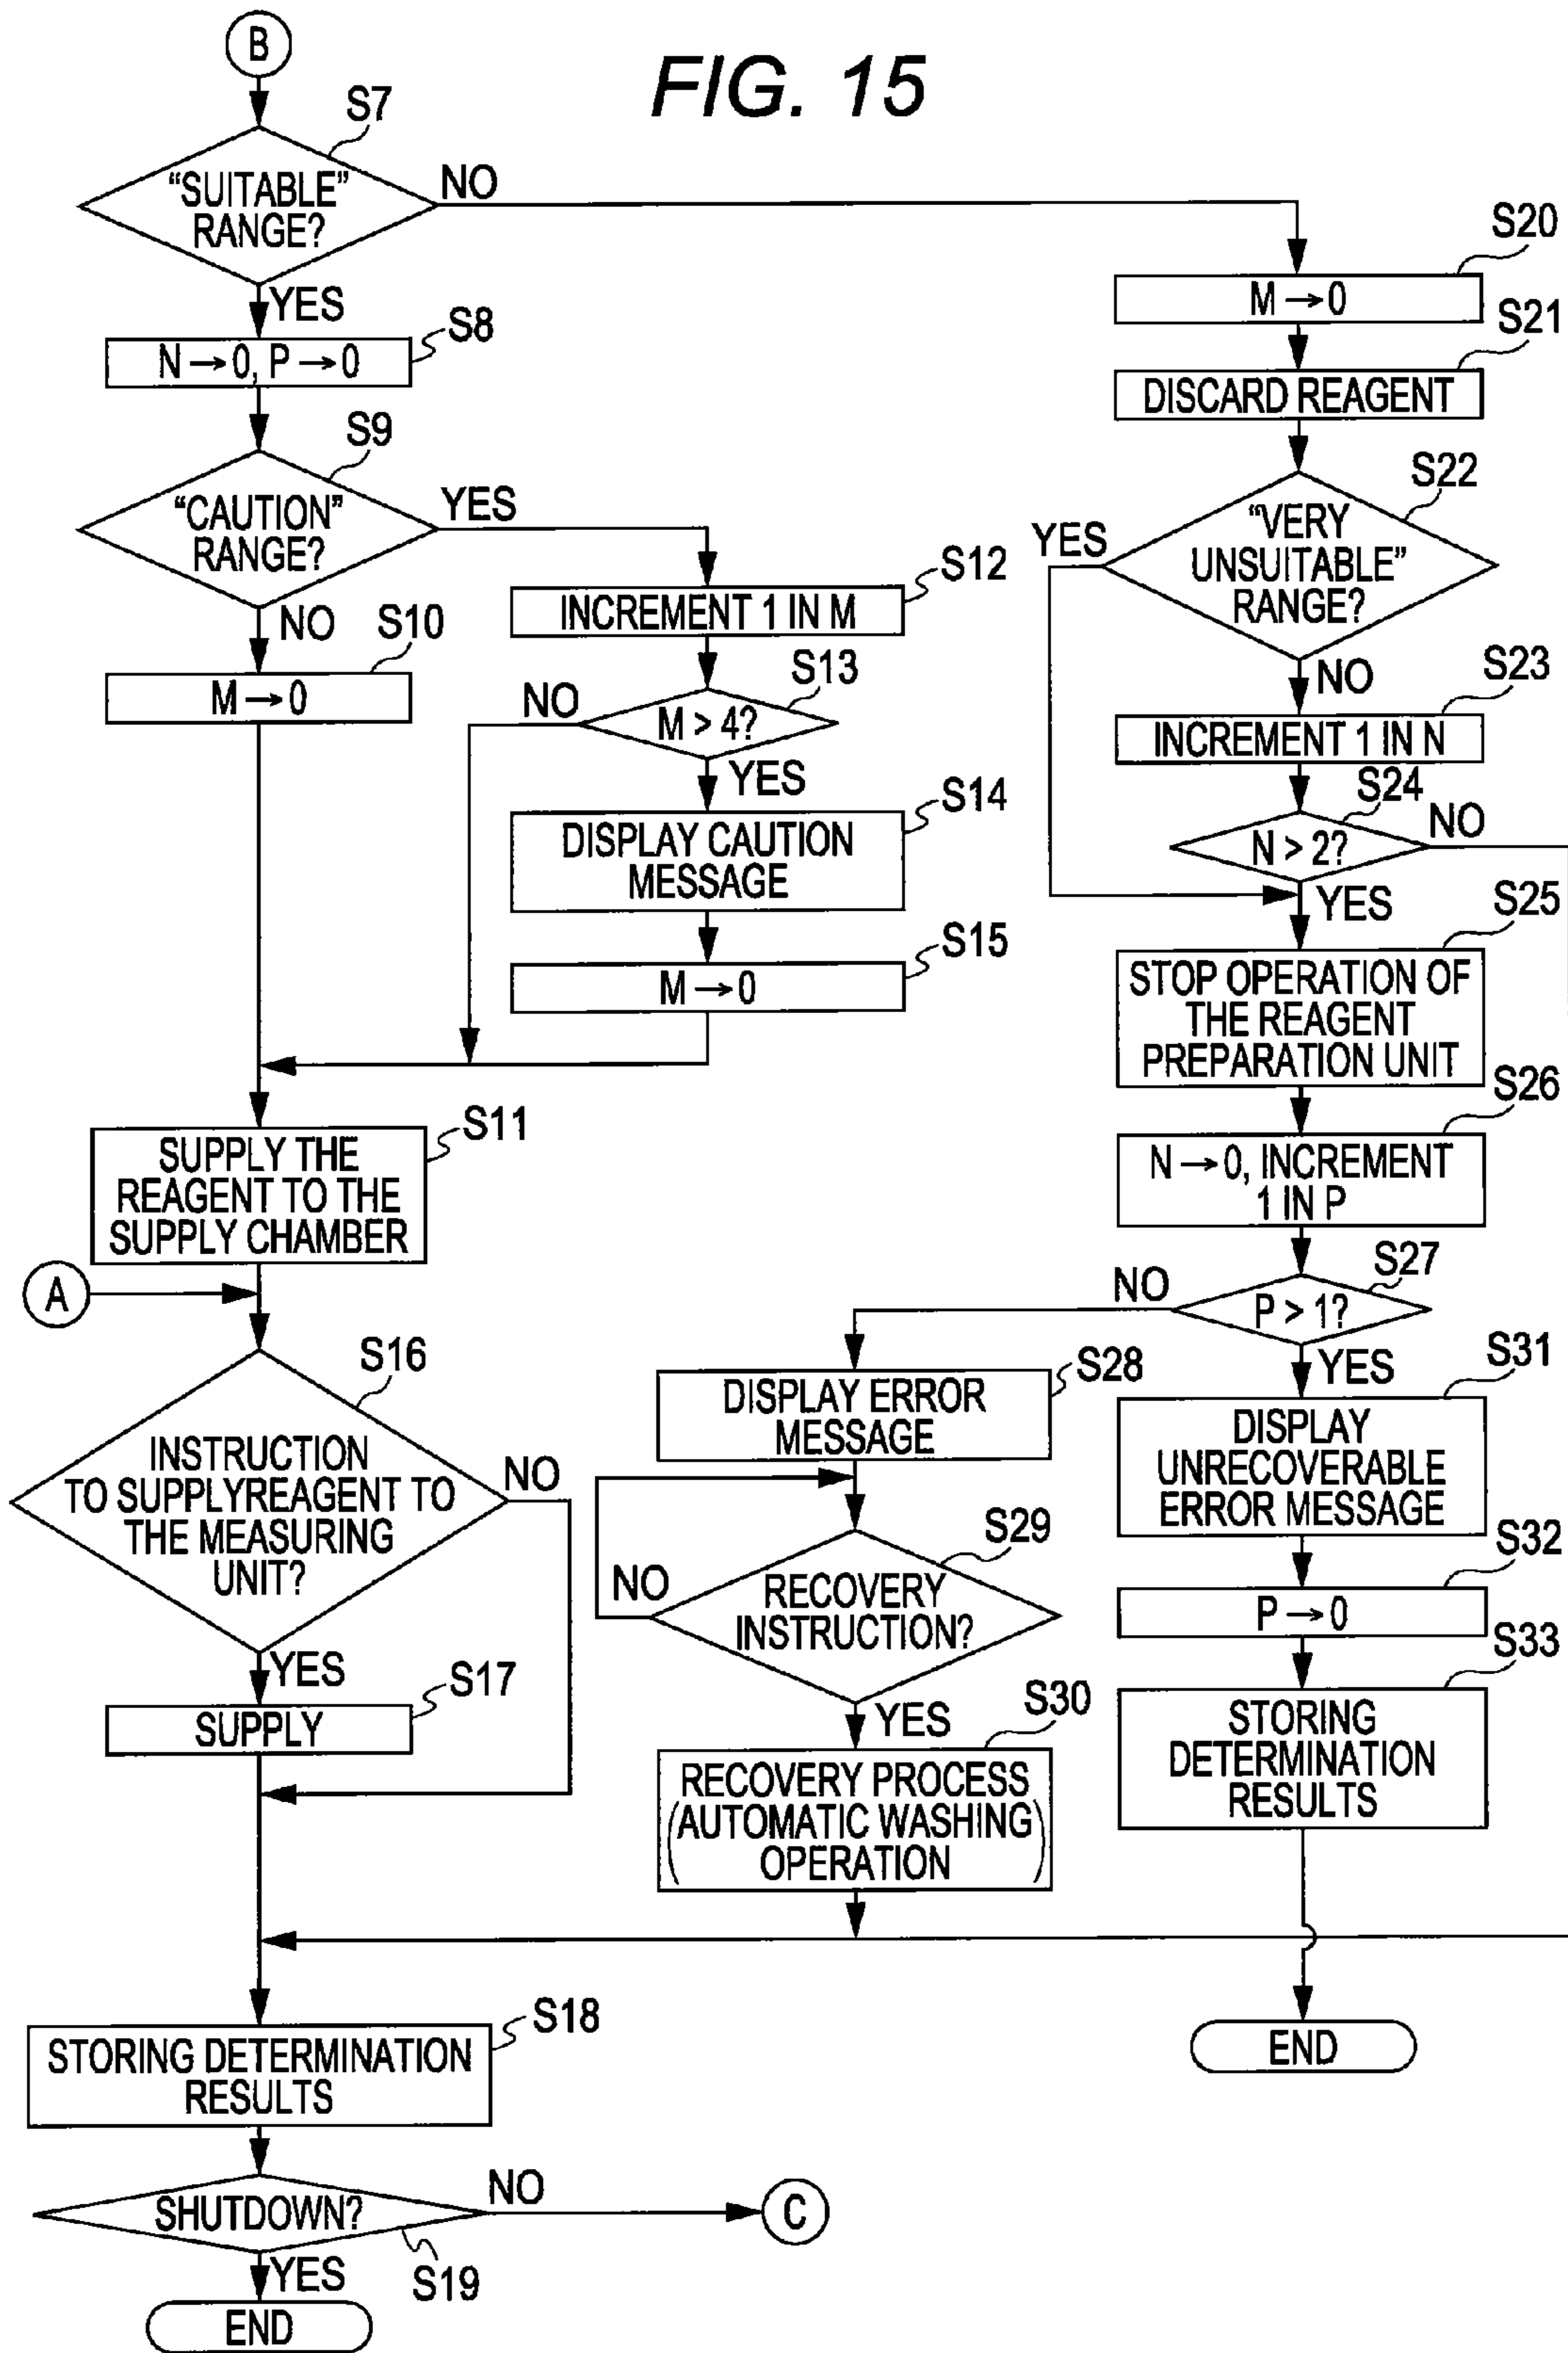 FIG. 15
B
S7
"SUITABLE"
RANGE?
NO
YES
S8
N→0, P→0
S9
"CAUTION"
RANGE?
YES
NO
S10
M→0
S12
INCREMENT 1 IN M
S13
M > 4?
NO
YES
S14
DISPLAY CAUTION
MESSAGE
S15
M→0
S11
SUPPLY THE
REAGENT TO THE
SUPPLY CHAMBER
A
S16
INSTRUCTION
TO SUPPLYREAGENT TO
THE MEASURING
UNIT?
NO
YES
S17
SUPPLY
S20
M→0
S21
DISCARD REAGENT
S22
"VERY
UNSUITABLE"
RANGE?
YES
NO
S23
INCREMENT 1 IN N
S24
N > 2?
NO
YES
S25
STOP OPERATION OF
THE REAGENT
PREPARATION UNIT
S26
N→0, INCREMENT
1 IN P
S27
P > 1?
NO
YES
S28
DISPLAY ERROR
MESSAGE
S29
RECOVERY
INSTRUCTION?
NO
YES
S30
RECOVERY PROCESS
(AUTOMATIC WASHING
OPERATION)
S31
DISPLAY
UNRECOVERABLE
ERROR MESSAGE
S32
P→0
S33
STORING
DETERMINATION
RESULTS
END
S18
STORING DETERMINATION
RESULTS
SHUTDOWN?
NO
C
S19
YES
END